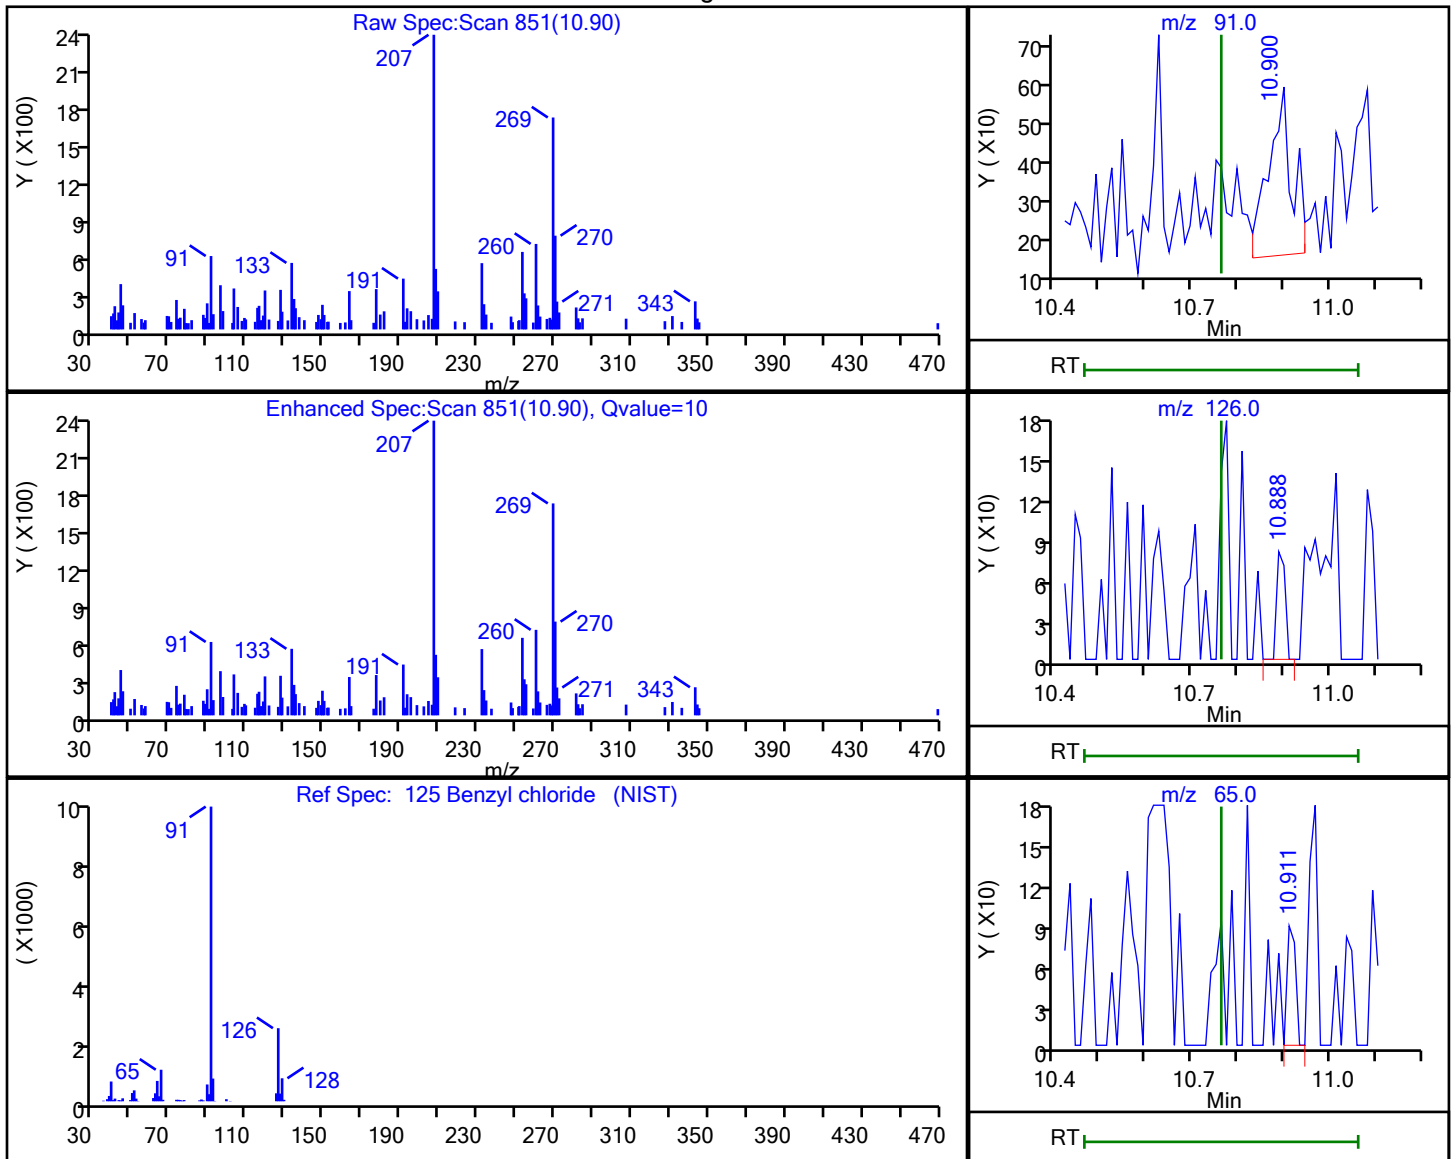 Raw Spec:Scan 851(10.90)
Y ( X100)
24
21
18
15
12
9
6
3
0
207
269
91
133
191
260
270
271
343
30 70 110 150 190 230 270 310 350 390 430 470
m/z
m/z 91.0
Y ( X10)
70
60
50
40
30
20
10
10.900
10.4 10.7 11.0
Min
RT
Enhanced Spec:Scan 851(10.90), Qvalue=10
Y ( X100)
24
21
18
15
12
9
6
3
0
207
269
91
133
191
260
270
271
343
30 70 110 150 190 230 270 310 350 390 430 470
m/z
m/z 126.0
Y ( X10)
18
15
12
9
6
3
0
10.888
10.4 10.7 11.0
Min
RT
Ref Spec: 125 Benzyl chloride (NIST)
( X1000)
10
8
6
4
2
0
91
126
65
128
30 70 110 150 190 230 270 310 350 390 430 470
m/z 65.0
Y ( X10)
18
15
12
9
6
3
0
10.911
10.4 10.7 11.0
Min
RT